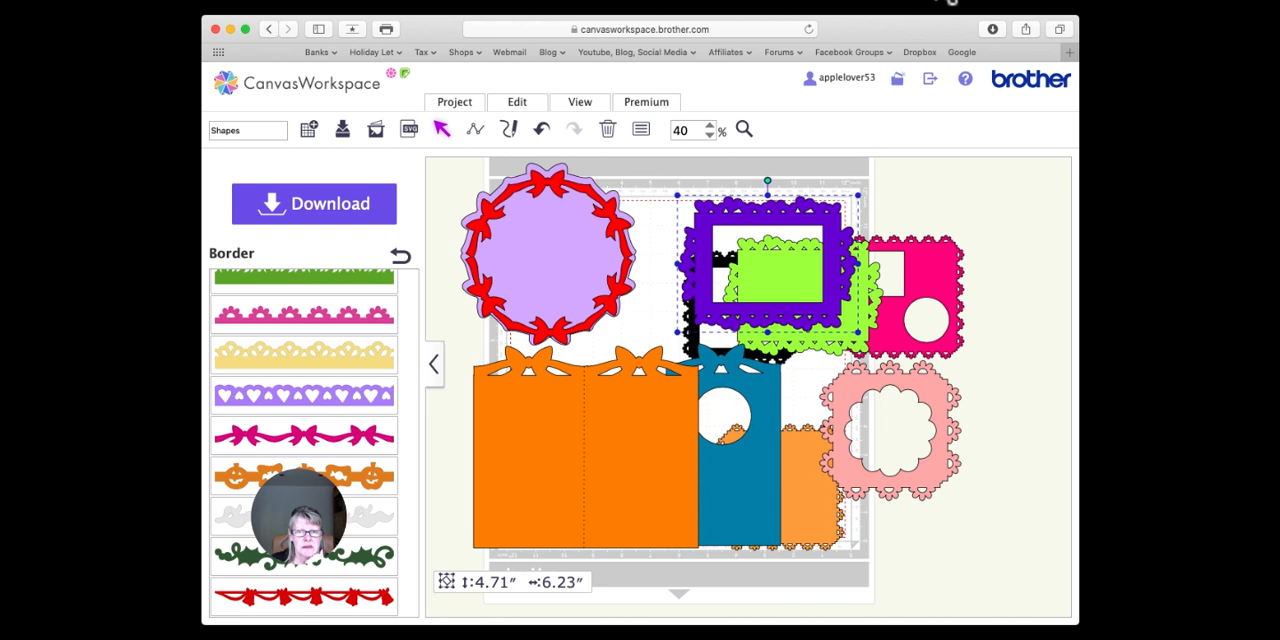 canvasworkspace.brother.com
Banks Holiday Let Tax Shops Webmail Blog Youtube, Blog, Social Media Affiliates Forums Facebook Groups Dropbox Google
CanvasWorkspace
applelover53
brother
Project Edit View Premium
Shapes
SVG
40 %
Download
Border
4.71" 6.23"